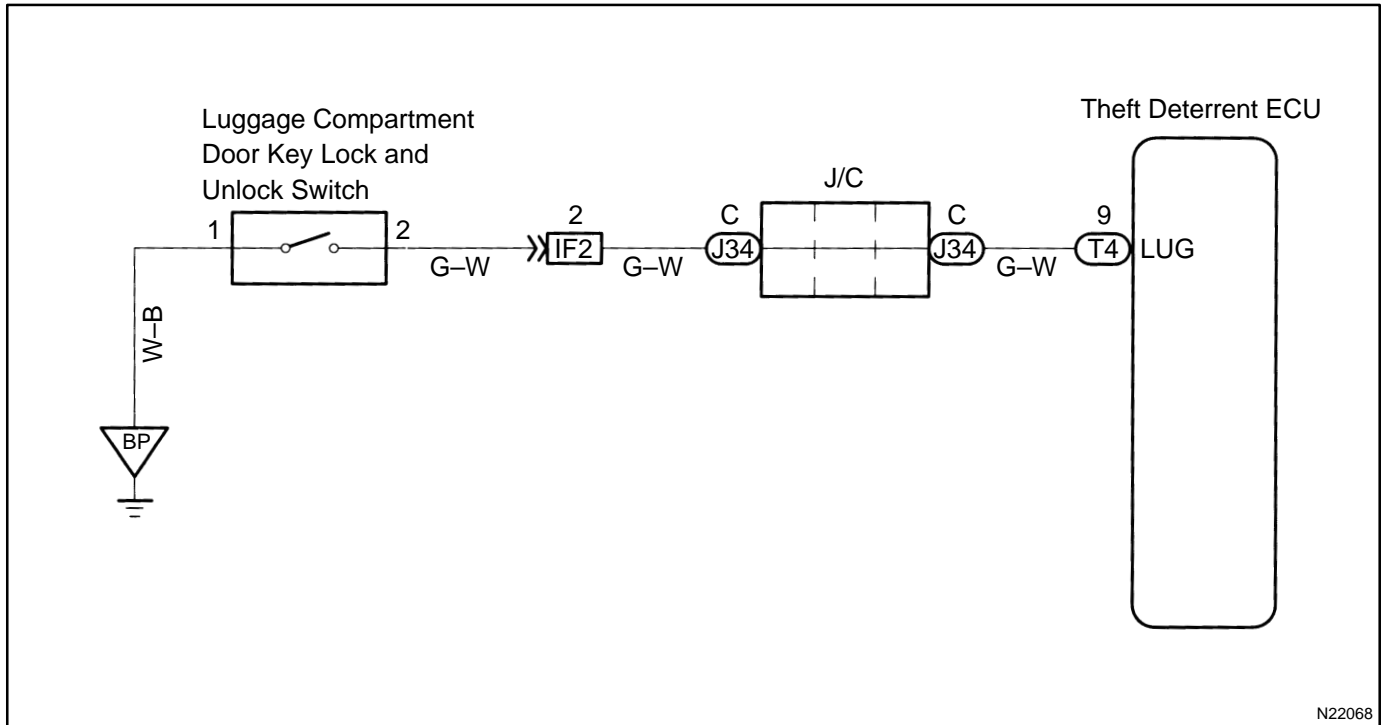 Luggage Compartment
Door Key Lock and
Unlock Switch
Theft Deterrent ECU
J/C
1
2
2
IF2
C
J34
C
J34
9
T4
LUG
G–W
G–W
G–W
W–B
BP
N22068